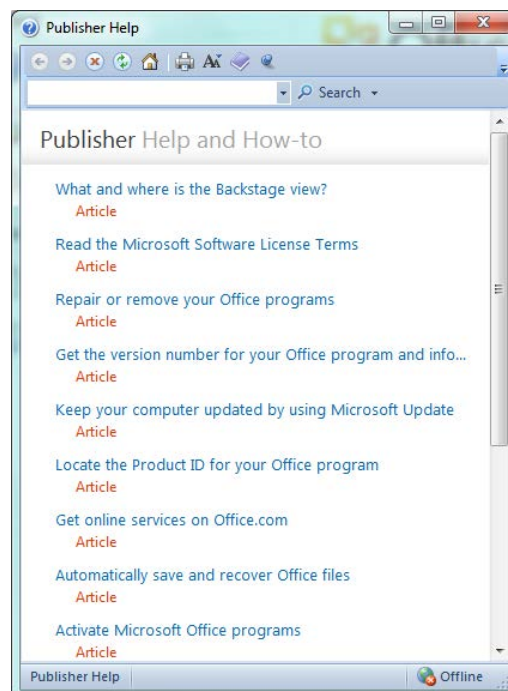 Publisher Help
Search
Publisher Help and How-to
What and where is the Backstage view?
Article
Read the Microsoft Software License Terms
Article
Repair or remove your Office programs
Article
Get the version number for your Office program and info...
Article
Keep your computer updated by using Microsoft Update
Article
Locate the Product ID for your Office program
Article
Get online services on Office.com
Article
Automatically save and recover Office files
Article
Activate Microsoft Office programs
Article
Publisher Help
Offline